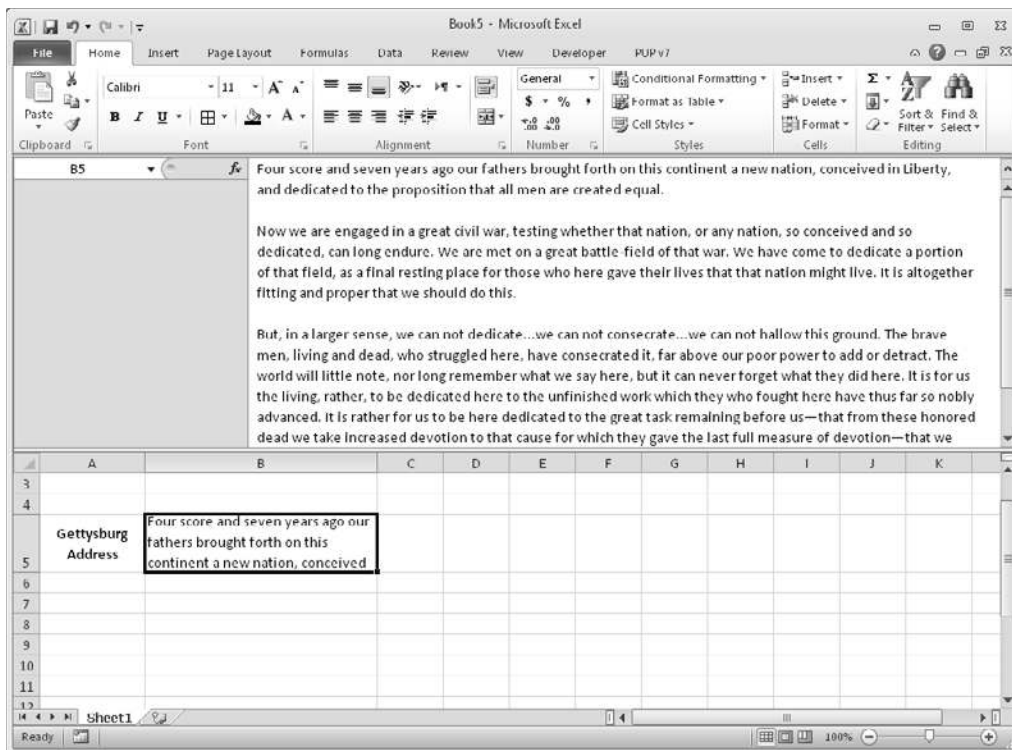 Book5 - Microsoft Excel
File Home Insert Page Layout Formulas Data Review View Developer PUP v7
Paste
Calibri 11
B I U
General
$ % ,
Conditional Formatting
Format as Table
Cell Styles
Insert
Delete
Format
Σ
Sort & Filter
Find & Select
Clipboard Font Alignment Number Styles Cells Editing
B5 fx Four score and seven years ago our fathers brought forth on this continent a new nation, conceived in Liberty,
and dedicated to the proposition that all men are created equal.
Now we are engaged in a great civil war, testing whether that nation, or any nation, so conceived and so
dedicated, can long endure. We are met on a great battle-field of that war. We have come to dedicate a portion
of that field, as a final resting place for those who here gave their lives that that nation might live. It is altogether
fitting and proper that we should do this.
But, in a larger sense, we can not dedicate...we can not consecrate...we can not hallow this ground. The brave
men, living and dead, who struggled here, have consecrated it, far above our poor power to add or detract. The
world will little note, nor long remember what we say here, but it can never forget what they did here. It is for us
the living, rather, to be dedicated here to the unfinished work which they who fought here have thus far so nobly
advanced. It is rather for us to be here dedicated to the great task remaining before us—that from these honored
dead we take increased devotion to that cause for which they gave the last full measure of devotion—that we
A B C D E F G H I J K
3
4
Gettysburg
Address
Four score and seven years ago our
fathers brought forth on this
continent a new nation, conceived
5
6
7
8
9
10
11
12
Sheet1
Ready 100%